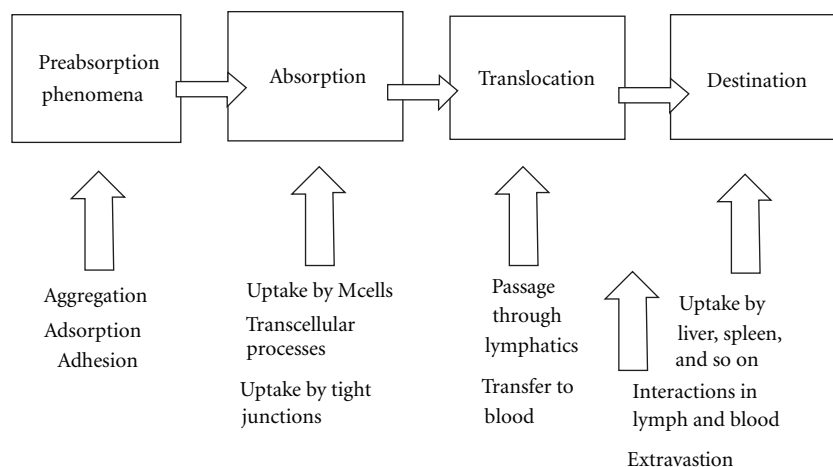 Preabsorption
phenomena
Absorption
Translocation
Destination
Aggregation
Adsorption
Adhesion
Uptake by Mcells
Transcellular
processes
Uptake by tight
junctions
Passage
through
lymphatics
Transfer to
blood
Uptake by
liver, spleen,
and so on
Interactions in
lymph and blood
Extravastion